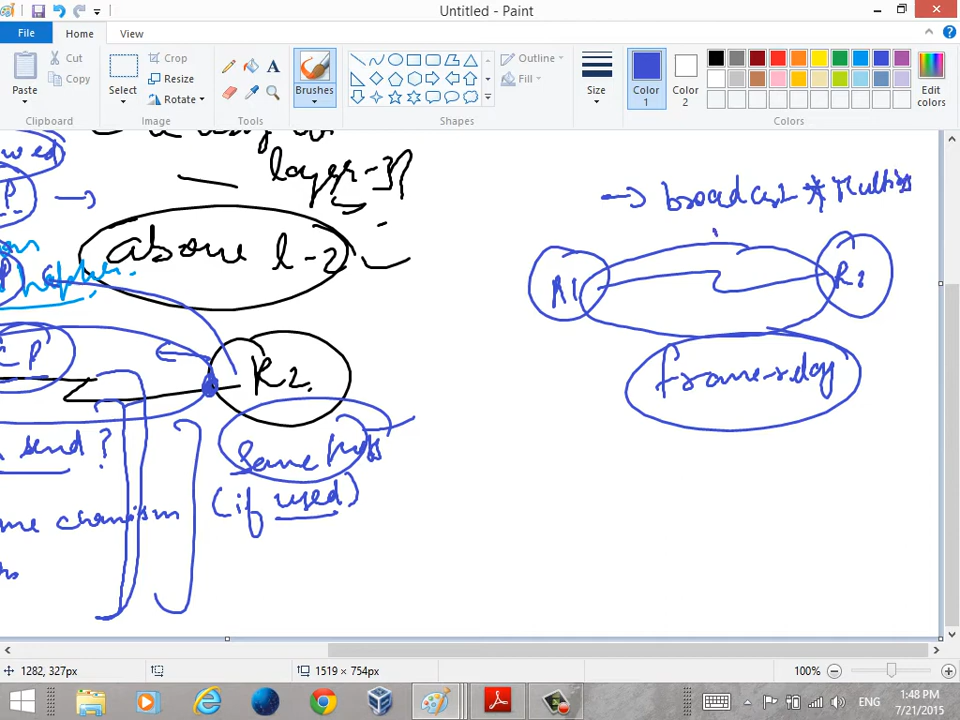 Untitled - Paint
File
Home
View
Paste
Cut
Copy
Clipboard
Select
Crop
Resize
Rotate
Image
Tools
Brushes
Shapes
Outline
Fill
Size
Color 1
Color 2
Edit colors
Colors
layer-3?
above l-2
R2.
Same
(if used)
send?
→ broadcast *
R1
R2
frame-relay
1282, 327px
1519 × 754px
100%
ENG
1:48 PM
7/21/2015